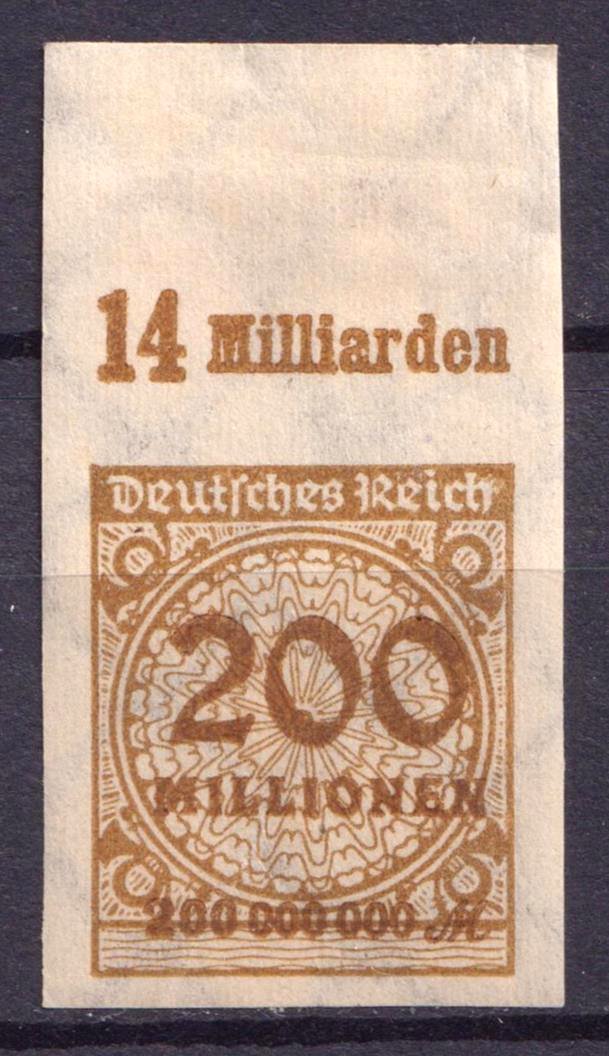 14 Milliarden
Deutſches Reich
200
MILLIONEN
200 000 000 M